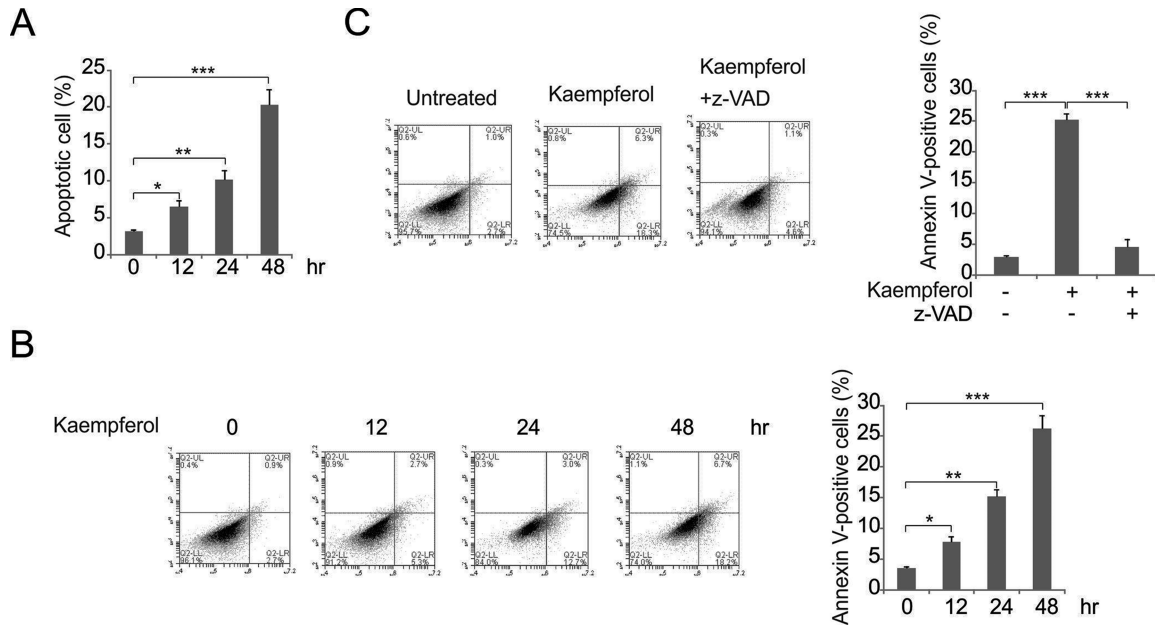 A
Apoptotic cell (%)
25
20
15
10
5
0
***
**
*
0 12 24 48 hr
C
Untreated
Kaempferol
Kaempferol
+z-VAD
Q2-UL Q2-UR
0.6% 1.0%
Q2-LL Q2-LR
95.7% 2.7%
Q2-UL Q2-UR
0.8% 6.3%
Q2-LL Q2-LR
74.5% 18.3%
Q2-UL Q2-UR
0.3% 1.1%
Q2-LL Q2-LR
94.1% 4.6%
Annexin V-positive cells (%)
30
25
20
15
10
5
0
*** ***
Kaempferol - + +
z-VAD - - +
B
Kaempferol 0 12 24 48 hr
Q2-UL Q2-UR
0.4% 0.9%
Q2-LL Q2-LR
96.1% 2.7%
Q2-UL Q2-UR
0.9% 2.7%
Q2-LL Q2-LR
91.2% 5.3%
Q2-UL Q2-UR
0.3% 3.0%
Q2-LL Q2-LR
84.0% 12.7%
Q2-UL Q2-UR
1.1% 6.7%
Q2-LL Q2-LR
74.0% 18.2%
Annexin V-positive cells (%)
30
25
20
15
10
5
0
***
**
*
0 12 24 48 hr